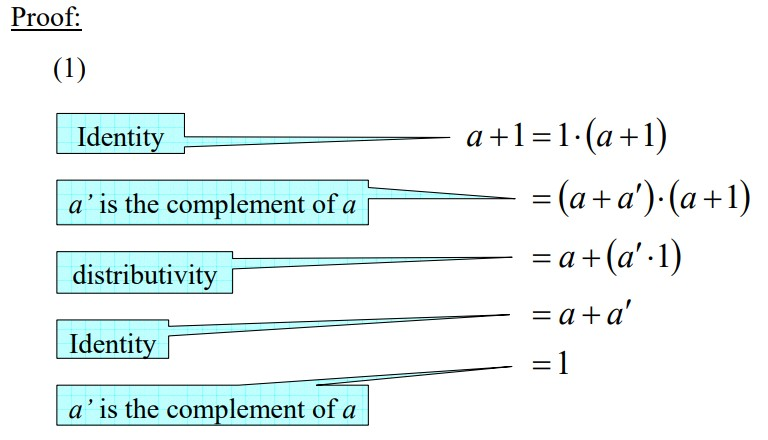 Proof:
(1)
Identity a + 1 = 1 · (a + 1)
a’ is the complement of a = (a + a′) · (a + 1)
distributivity = a + (a′ · 1)
Identity = a + a′
= 1
a’ is the complement of a